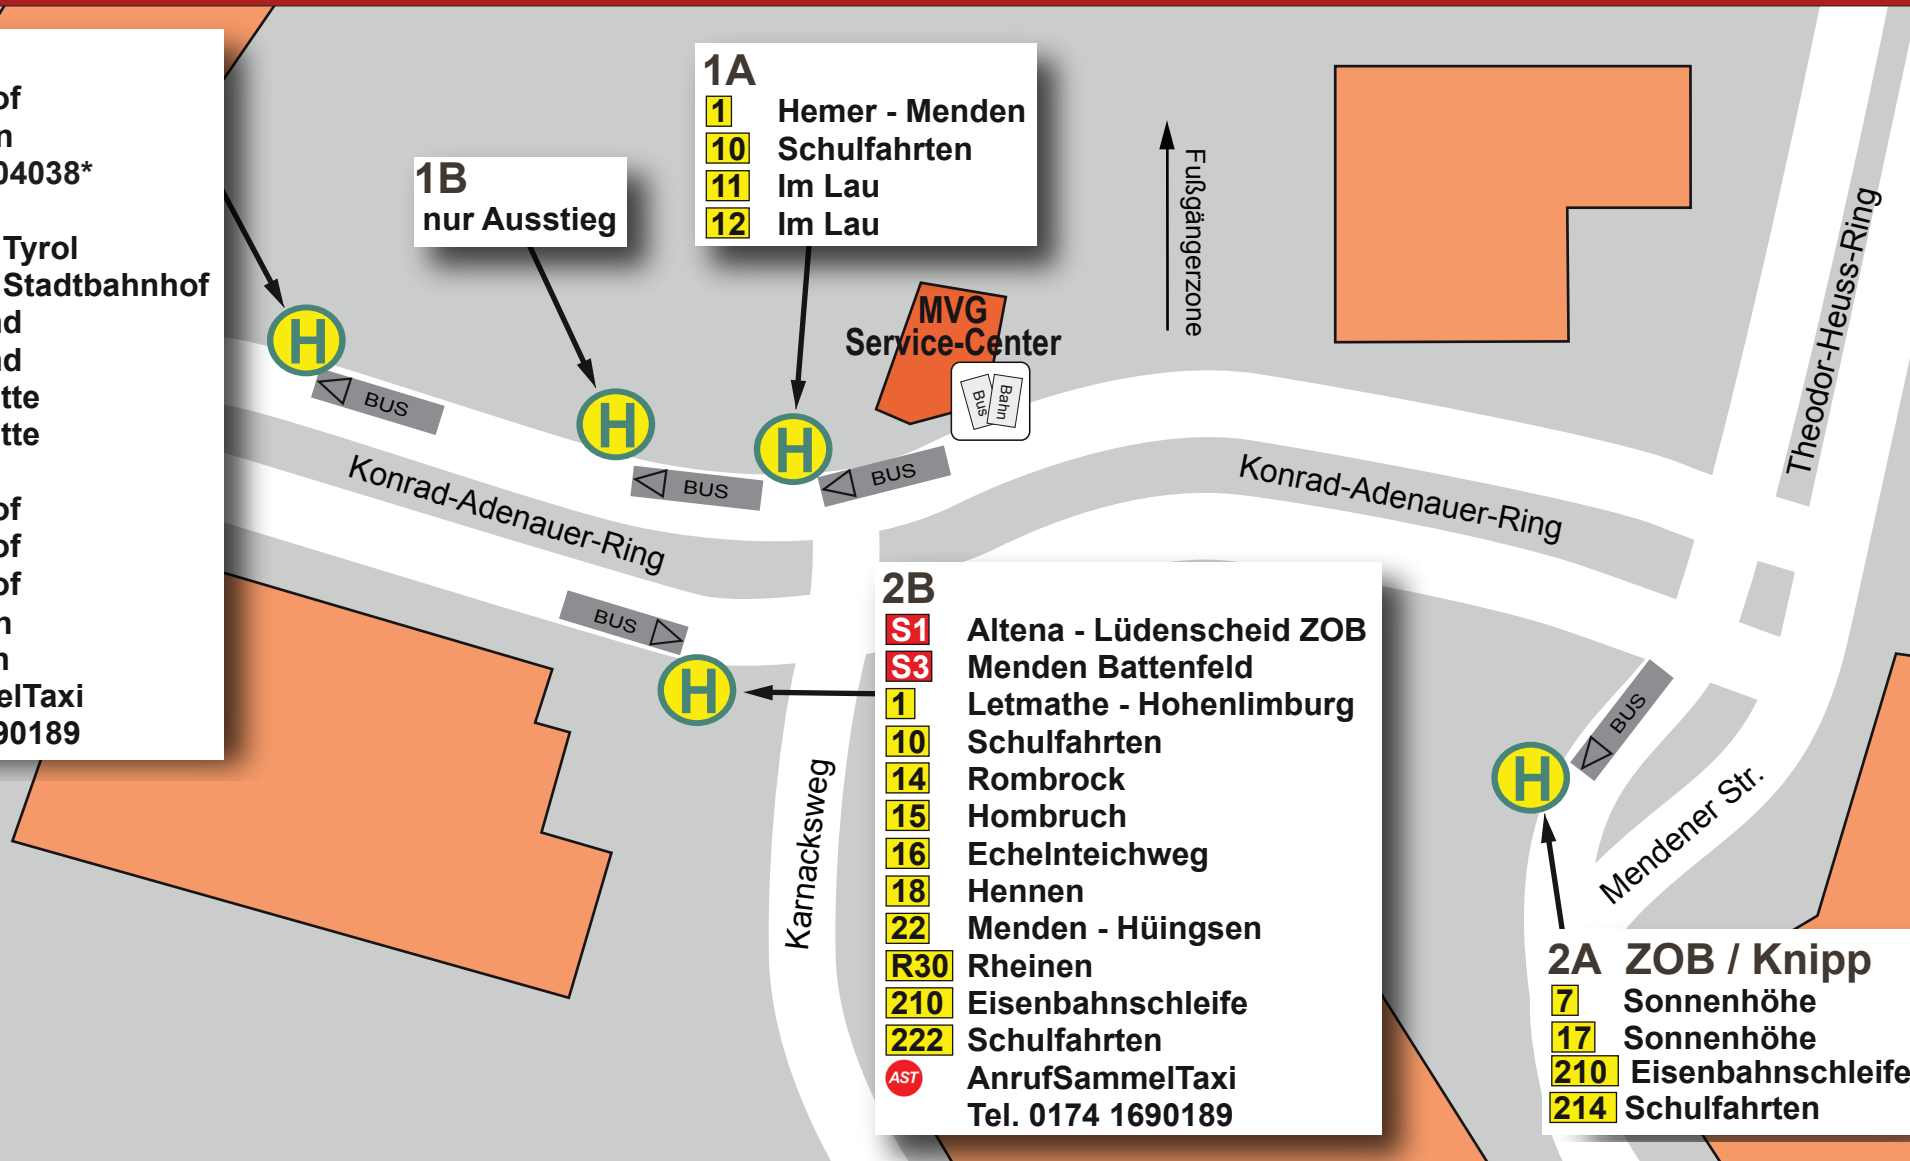 04038*
Tyrol
Stadtbahnhof
90189
1B
nur Ausstieg
1A
1 Hemer - Menden
10 Schulfahrten
11 Im Lau
12 Im Lau
Fußgängerzone
MVG
Service-Center
Bus
Bahn
H
H
H
BUS
BUS
BUS
Konrad-Adenauer-Ring
Konrad-Adenauer-Ring
Theodor-Heuss-Ring
BUS
H
Karnacksweg
2B
S1 Altena - Lüdenscheid ZOB
S3 Menden Battenfeld
1 Letmathe - Hohenlimburg
10 Schulfahrten
14 Rombrock
15 Hombruch
16 Echelnteichweg
18 Hennen
22 Menden - Hüingsen
R30 Rheinen
210 Eisenbahnschleife
222 Schulfahrten
AST AnrufSammelTaxi
Tel. 0174 1690189
BUS
H
Mendener Str.
2A ZOB / Knipp
7 Sonnenhöhe
17 Sonnenhöhe
210 Eisenbahnschleife
214 Schulfahrten